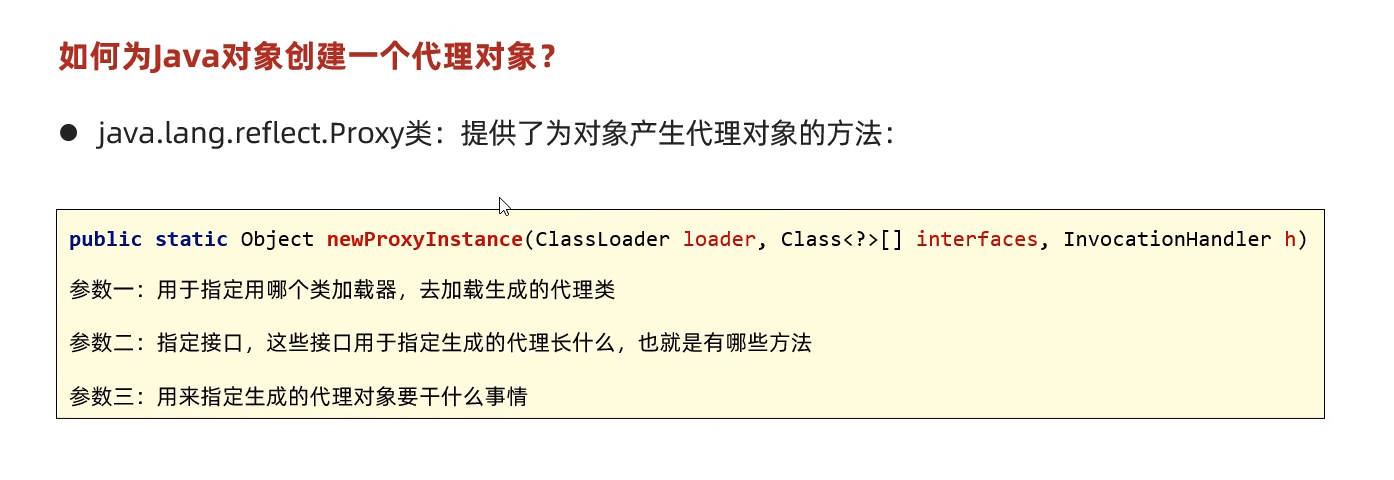 如何为Java对象创建一个代理对象？
● java.lang.reflect.Proxy类：提供了为对象产生代理对象的方法：
public static Object newProxyInstance(ClassLoader loader, Class<?>[] interfaces, InvocationHandler h)
参数一：用于指定用哪个类加载器，去加载生成的代理类
参数二：指定接口，这些接口用于指定生成的代理长什么，也就是有哪些方法
参数三：用来指定生成的代理对象要干什么事情